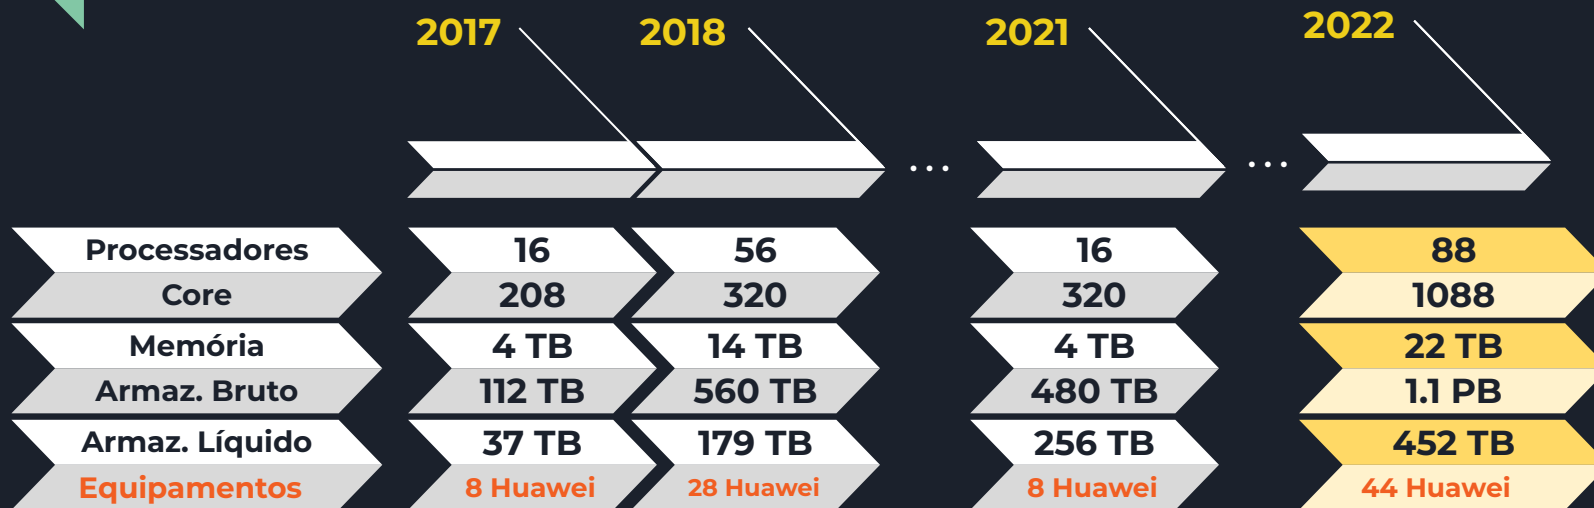 2017 2018 2021 2022
... ...
Processadores 16 56 16 88
Core 208 320 320 1088
Memória 4 TB 14 TB 4 TB 22 TB
Armaz. Bruto 112 TB 560 TB 480 TB 1.1 PB
Armaz. Líquido 37 TB 179 TB 256 TB 452 TB
Equipamentos 8 Huawei 28 Huawei 8 Huawei 44 Huawei